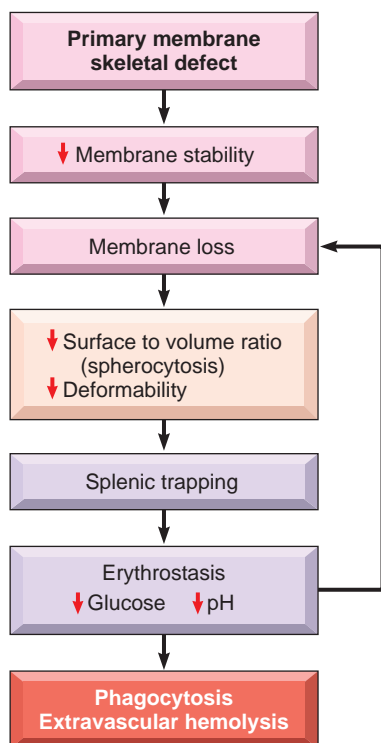 Primary membrane
skeletal defect
↓ Membrane stability
Membrane loss
↓ Surface to volume ratio
(spherocytosis)
↓ Deformability
Splenic trapping
Erythrostasis
↓ Glucose ↓ pH
Phagocytosis
Extravascular hemolysis